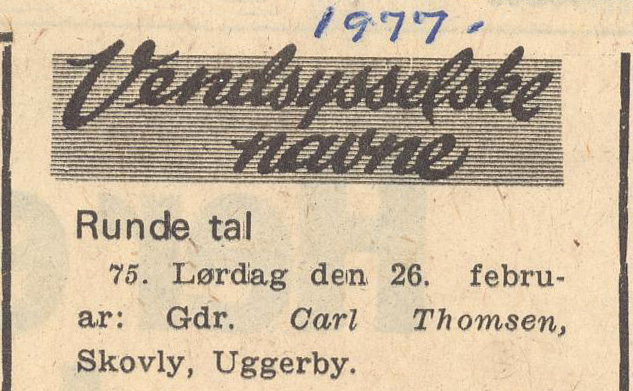 1977.
Vendsysselske
navne
Runde tal
75. Lørdag den 26. febru-
ar: Gdr. Carl Thomsen,
Skovly, Uggerby.